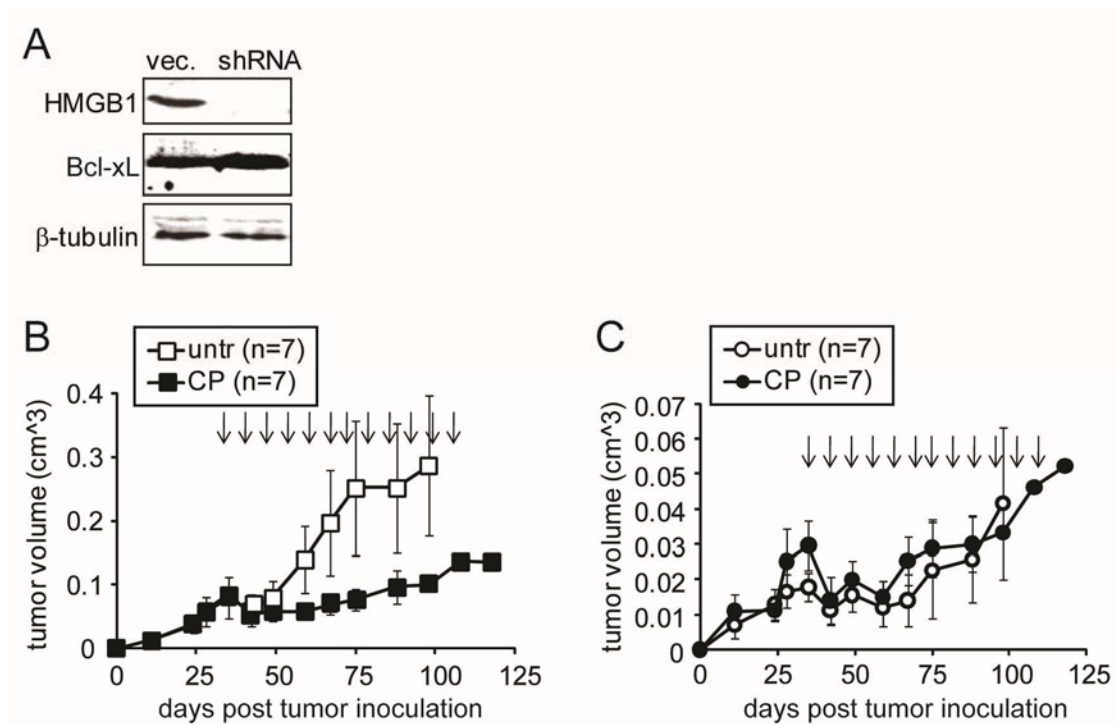 A
vec. shRNA
HMGB1
Bcl-xL
β-tubulin
B
untr (n=7)
CP (n=7)
tumor volume (cm^3)
0.4
0.3
0.2
0.1
0
0 25 50 75 100 125
days post tumor inoculation
C
untr (n=7)
CP (n=7)
tumor volume (cm^3)
0.07
0.06
0.05
0.04
0.03
0.02
0.01
0
0 25 50 75 100 125
days post tumor inoculation